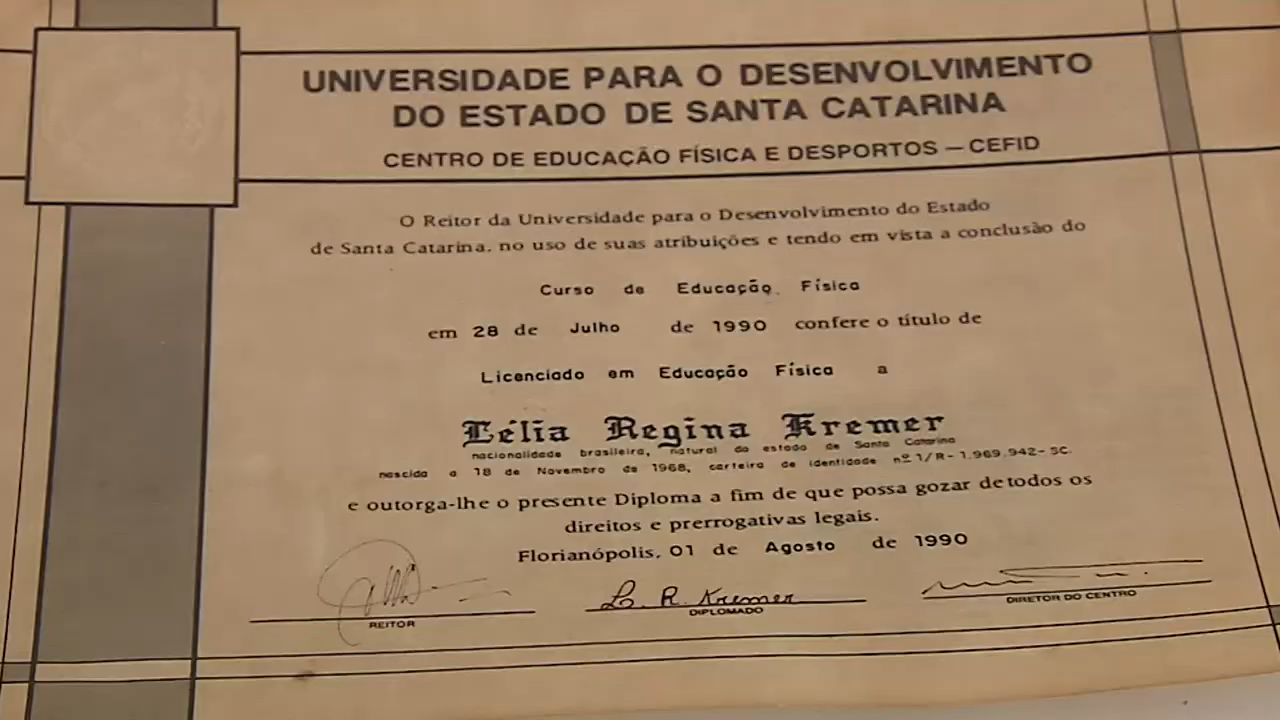 UNIVERSIDADE PARA O DESENVOLVIMENTO
DO ESTADO DE SANTA CATARINA
CENTRO DE EDUCAÇÃO FÍSICA E DESPORTOS — CEFID
O Reitor da Universidade para o Desenvolvimento do Estado
de Santa Catarina, no uso de suas atribuições e tendo em vista a conclusão do
Curso de Educação Física
em 28 de Julho de 1990 confere o título de
Licenciado em Educação Física a
Lélia Regina Kremer
nacionalidade brasileira, natural do estado de Santa Catarina
nascida a 18 de Novembro de 1968, carteira de identidade nº 1/R-1.969.942-SC.
e outorga-lhe o presente Diploma a fim de que possa gozar de todos os
direitos e prerrogativas legais.
Florianópolis, 01 de Agosto de 1990
L. R. Kremer
REITOR DIPLOMADO DIRETOR DO CENTRO